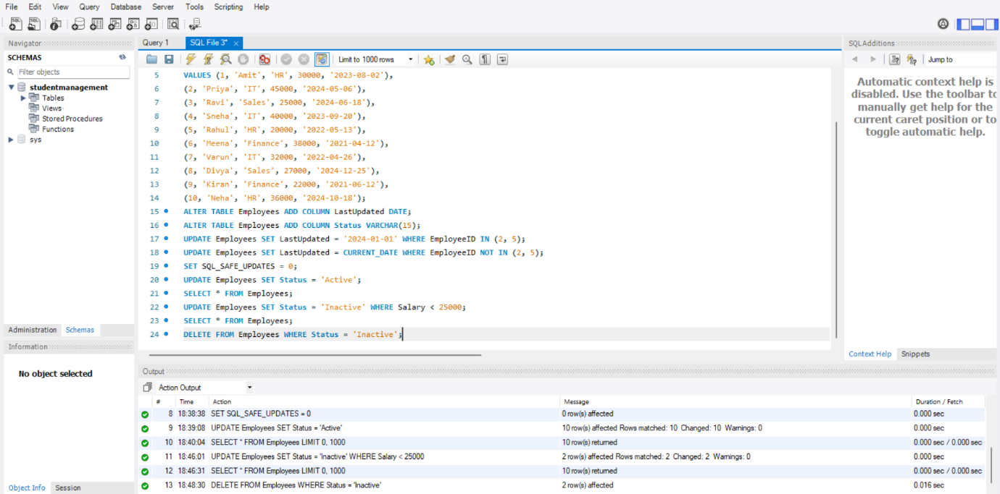 File Edit View Query Database Server Tools Scripting Help
Navigator
SCHEMAS
Filter objects
studentmanagement
Tables
Views
Stored Procedures
Functions
sys
Administration Schemas
Information
No object selected
Object Info Session
Query 1 SQL File 3*
Limit to 1000 rows
5 VALUES (1, 'Amit', 'HR', 30000, '2023-08-02'),
6 (2, 'Priya', 'IT', 45000, '2024-05-06'),
7 (3, 'Ravi', 'Sales', 25000, '2024-06-18'),
8 (4, 'Sneha', 'IT', 40000, '2023-09-20'),
9 (5, 'Rahul', 'HR', 20000, '2022-05-13'),
10 (6, 'Meena', 'Finance', 38000, '2021-04-12'),
11 (7, 'Varun', 'IT', 32000, '2022-04-26'),
12 (8, 'Divya', 'Sales', 27000, '2024-12-25'),
13 (9, 'Kiran', 'Finance', 22000, '2021-06-12'),
14 (10, 'Neha', 'HR', 36000, '2024-10-18');
15 ALTER TABLE Employees ADD COLUMN LastUpdated DATE;
16 ALTER TABLE Employees ADD COLUMN Status VARCHAR(15);
17 UPDATE Employees SET LastUpdated = '2024-01-01' WHERE EmployeeID IN (2, 5);
18 UPDATE Employees SET LastUpdated = CURRENT_DATE WHERE EmployeeID NOT IN (2, 5);
19 SET SQL_SAFE_UPDATES = 0;
20 UPDATE Employees SET Status = 'Active';
21 SELECT * FROM Employees;
22 UPDATE Employees SET Status = 'Inactive' WHERE Salary < 25000;
23 SELECT * FROM Employees;
24 DELETE FROM Employees WHERE Status = 'Inactive';
SQLAdditions
Jump to
Automatic context help is
disabled. Use the toolbar to
manually get help for the
current caret position or to
toggle automatic help.
Context Help Snippets
Output
Action Output
# Time Action Message Duration / Fetch
8 18:38:38 SET SQL_SAFE_UPDATES = 0 0 row(s) affected 0.000 sec
9 18:39:08 UPDATE Employees SET Status = 'Active' 10 row(s) affected Rows matched: 10 Changed: 10 Warnings: 0 0.000 sec
10 18:40:04 SELECT * FROM Employees LIMIT 0, 1000 10 row(s) returned 0.000 sec / 0.000 sec
11 18:46:01 UPDATE Employees SET Status = 'Inactive' WHERE Salary < 25000 2 row(s) affected Rows matched: 2 Changed: 2 Warnings: 0 0.000 sec
12 18:46:31 SELECT * FROM Employees LIMIT 0, 1000 10 row(s) returned 0.000 sec / 0.000 sec
13 18:48:30 DELETE FROM Employees WHERE Status = 'Inactive' 2 row(s) affected 0.016 sec